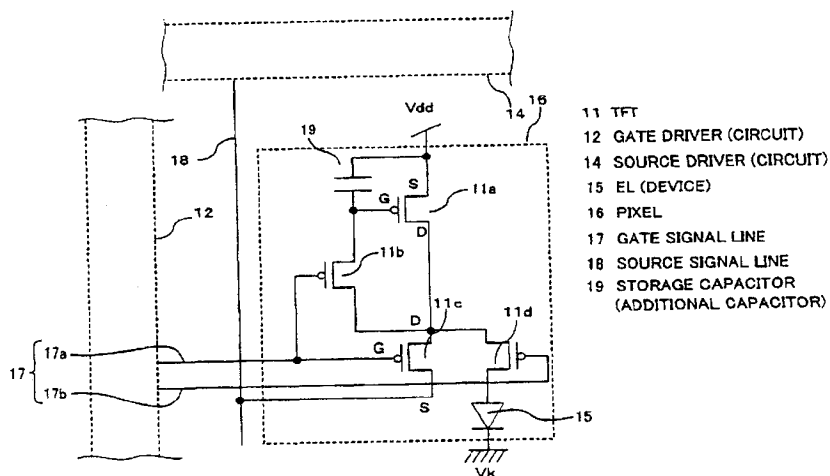 14
16
Vdd
19
18
S
G
11a
D
12
11b
D
11c
11d
17a
G
17
17b
S
15
Vk
11 TFT
12 GATE DRIVER (CIRCUIT)
14 SOURCE DRIVER (CIRCUIT)
15 EL (DEVICE)
16 PIXEL
17 GATE SIGNAL LINE
18 SOURCE SIGNAL LINE
19 STORAGE CAPACITOR
(ADDITIONAL CAPACITOR)